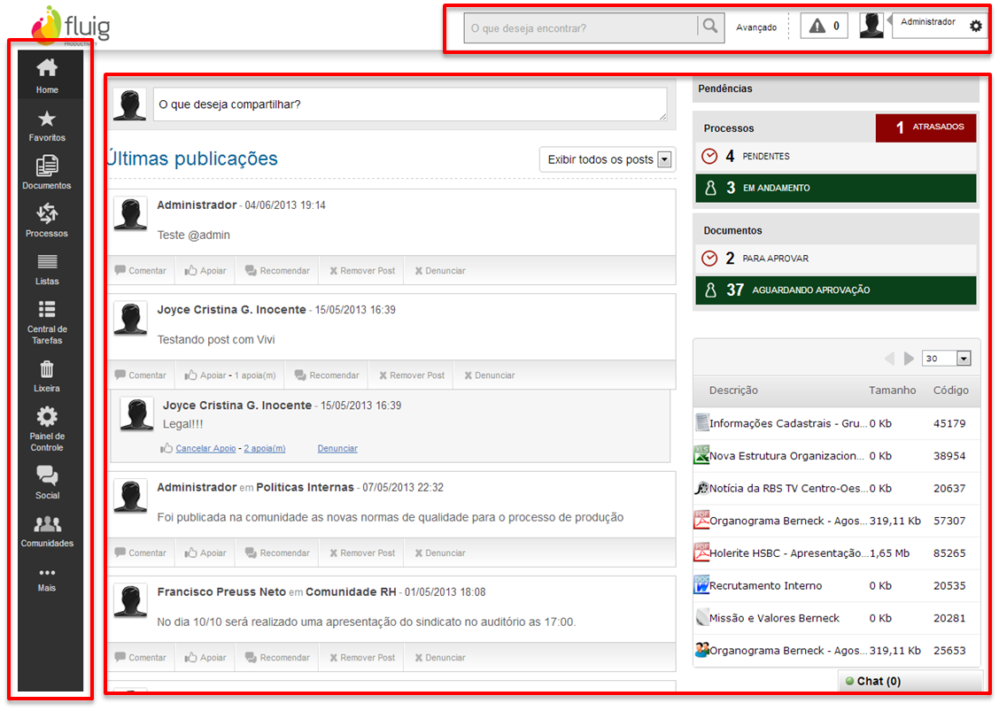 fluig
PRODUCTIVITY
O que deseja encontrar?
Avançado
0
Administrador
Home
Favoritos
Documentos
Processos
Listas
Central de
Tarefas
Lixeira
Painel de
Controle
Social
Comunidades
Mais
O que deseja compartilhar?
Últimas publicações
Exibir todos os posts
Administrador - 04/06/2013 19:14
Teste @admin
Comentar Apoiar Recomendar Remover Post Denunciar
Joyce Cristina G. Inocente - 15/05/2013 16:39
Testando post com Vivi
Comentar Apoiar - 1 apoia(m) Recomendar Remover Post Denunciar
Joyce Cristina G. Inocente - 15/05/2013 16:39
Legal!!!
Cancelar Apoio - 2 apoia(m) Denunciar
Administrador em Politicas Internas - 07/05/2013 22:32
Foi publicada na comunidade as novas normas de qualidade para o processo de produção
Comentar Apoiar Recomendar Remover Post Denunciar
Francisco Preuss Neto em Comunidade RH - 01/05/2013 18:08
No dia 10/10 será realizado uma apresentação do sindicato no auditório as 17:00.
Comentar Apoiar Recomendar Remover Post Denunciar
Pendências
Processos
1 ATRASADOS
4 PENDENTES
3 EM ANDAMENTO
Documentos
2 PARA APROVAR
37 AGUARDANDO APROVAÇÃO
30
Descrição Tamanho Código
Informações Cadastrais - Gru... 0 Kb 45179
Nova Estrutura Organizacion... 0 Kb 38954
Notícia da RBS TV Centro-Oes... 0 Kb 20637
Organograma Berneck - Agos... 319,11 Kb 57307
Holerite HSBC - Apresentação... 1,65 Mb 85265
Recrutamento Interno 0 Kb 20535
Missão e Valores Berneck 0 Kb 20281
Organograma Berneck - Agos... 319,11 Kb 25653
Chat (0)